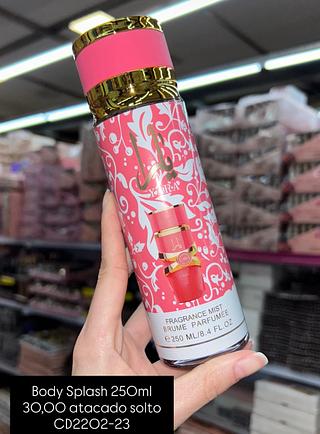 FRAGRANCE MIST
BRUME PARFUMÉE
℮ 250 ML/8.4 FL.OZ
Body Splash 250ml
30,00 atacado solto
CD2202-23